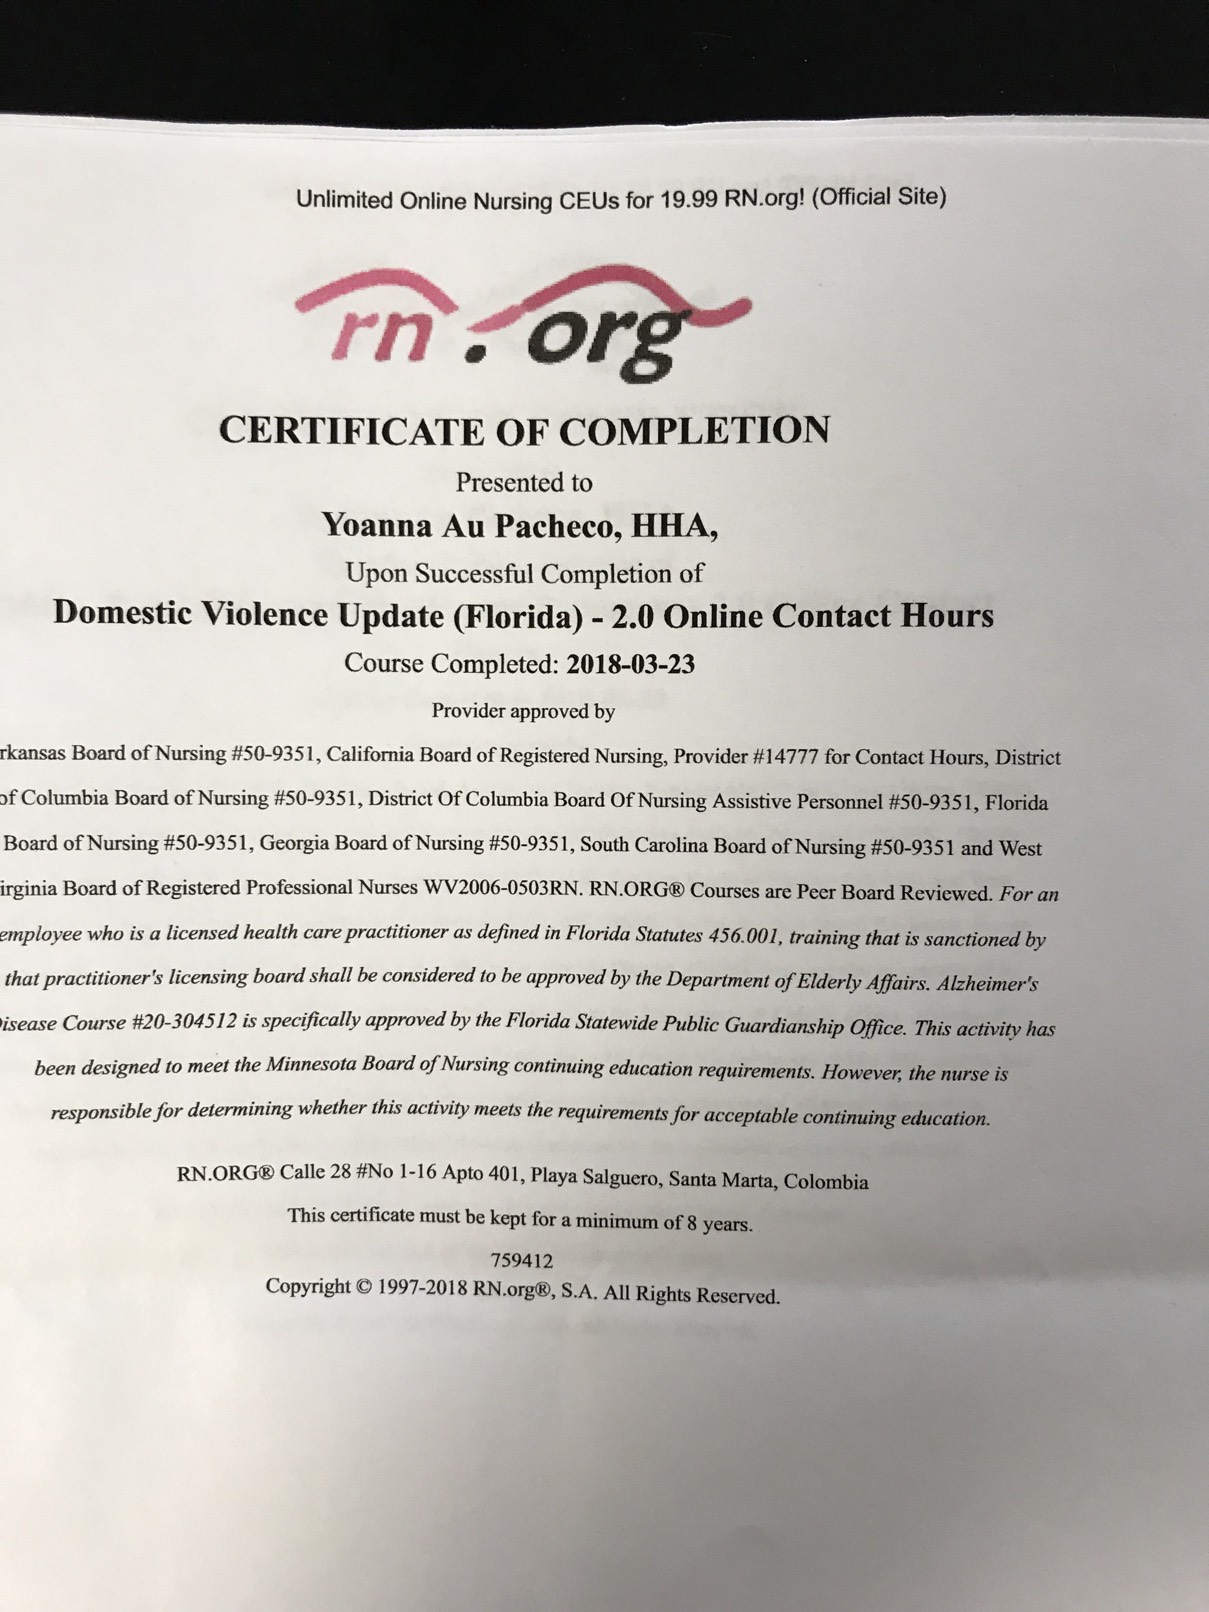 Unlimited Online Nursing CEUs for 19.99 RN.org! (Official Site)
rn.org
CERTIFICATE OF COMPLETION
Presented to
Yoanna Au Pacheco, HHA,
Upon Successful Completion of
Domestic Violence Update (Florida) - 2.0 Online Contact Hours
Course Completed: 2018-03-23
Provider approved by
rkansas Board of Nursing #50-9351, California Board of Registered Nursing, Provider #14777 for Contact Hours, District
of Columbia Board of Nursing #50-9351, District Of Columbia Board Of Nursing Assistive Personnel #50-9351, Florida
Board of Nursing #50-9351, Georgia Board of Nursing #50-9351, South Carolina Board of Nursing #50-9351 and West
irginia Board of Registered Professional Nurses WV2006-0503RN. RN.ORG® Courses are Peer Board Reviewed. For an
employee who is a licensed health care practitioner as defined in Florida Statutes 456.001, training that is sanctioned by
that practitioner's licensing board shall be considered to be approved by the Department of Elderly Affairs. Alzheimer's
isease Course #20-304512 is specifically approved by the Florida Statewide Public Guardianship Office. This activity has
been designed to meet the Minnesota Board of Nursing continuing education requirements. However, the nurse is
responsible for determining whether this activity meets the requirements for acceptable continuing education.
RN.ORG® Calle 28 #No 1-16 Apto 401, Playa Salguero, Santa Marta, Colombia
This certificate must be kept for a minimum of 8 years.
759412
Copyright © 1997-2018 RN.org®, S.A. All Rights Reserved.